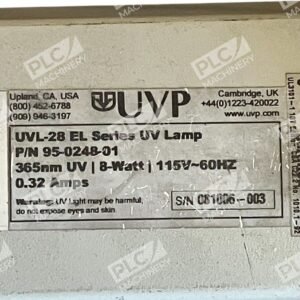 Upland, CA, USA
(800) 452-6788
(909) 946-3197
UVP
Cambridge, UK
+44(0)1223-420022
www.uvp.com
UVL-28 EL Series UV Lamp
P/N 95-0248-01
365nm UV | 8-Watt | 115V~60HZ
0.32 Amps
Warning: UV Light may be harmful,
do not expose eyes and skin.
S/N 081806-003
PLC
MACHINERY